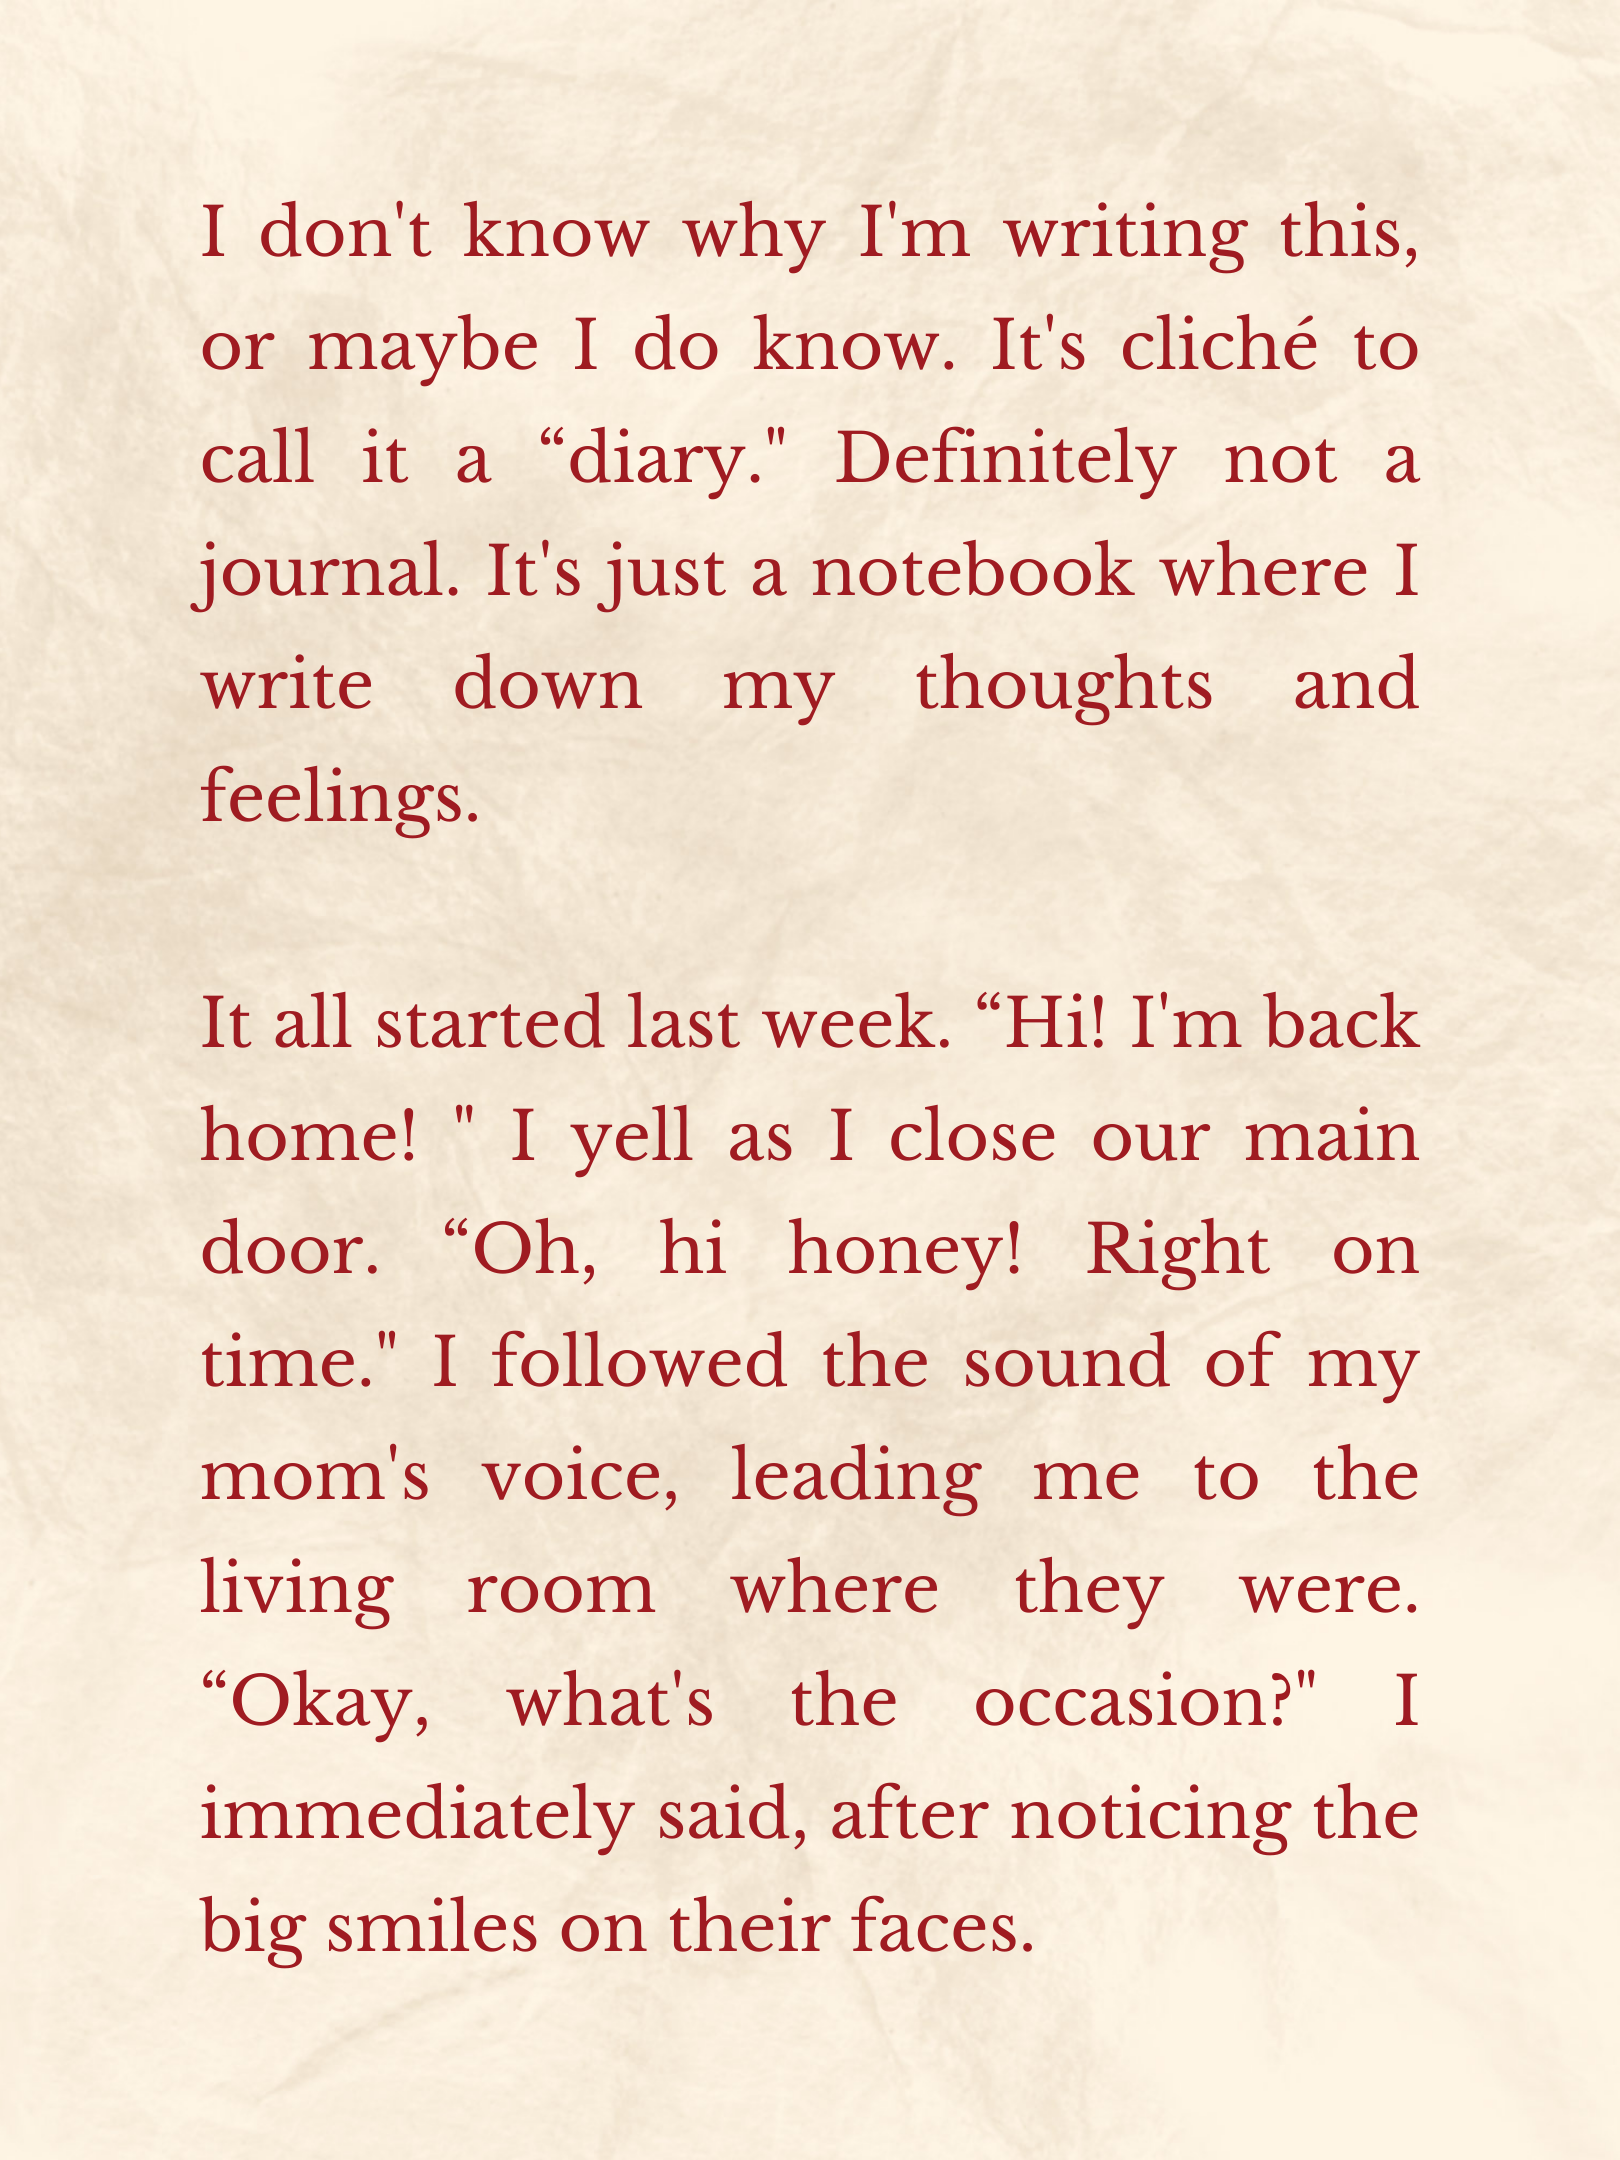 I don't know why I'm writing this,
or maybe I do know. It's cliché to
call it a “diary." Definitely not a
journal. It's just a notebook where I
write down my thoughts and
feelings.
It all started last week. “Hi! I'm back
home! " I yell as I close our main
door. “Oh, hi honey! Right on
time." I followed the sound of my
mom's voice, leading me to the
living room where they were.
“Okay, what's the occasion?" I
immediately said, after noticing the
big smiles on their faces.